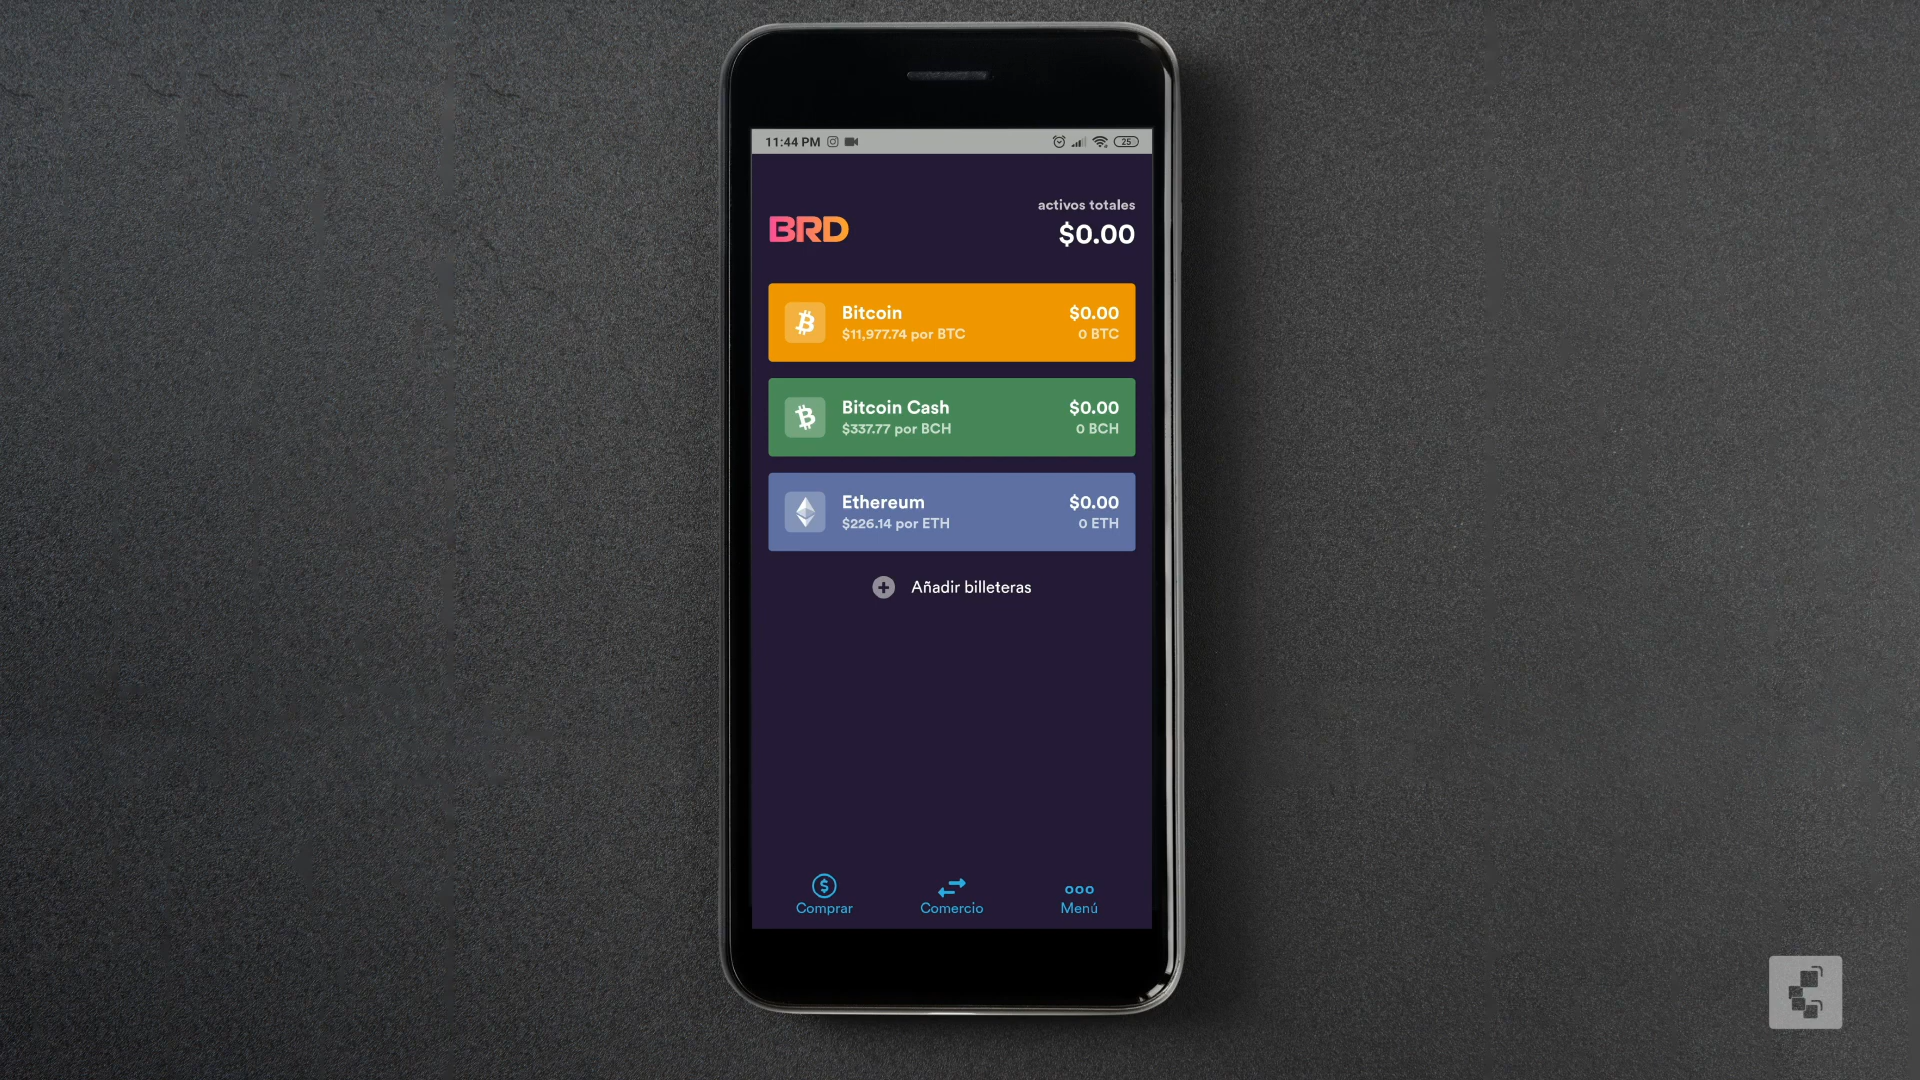 11:44 PM
25
activos totales
BRD
$0.00
Bitcoin
$0.00
$11,977.74 por BTC
0 BTC
Bitcoin Cash
$0.00
$337.77 por BCH
0 BCH
Ethereum
$0.00
$226.14 por ETH
0 ETH
Añadir billeteras
Comprar
Comercio
Menú